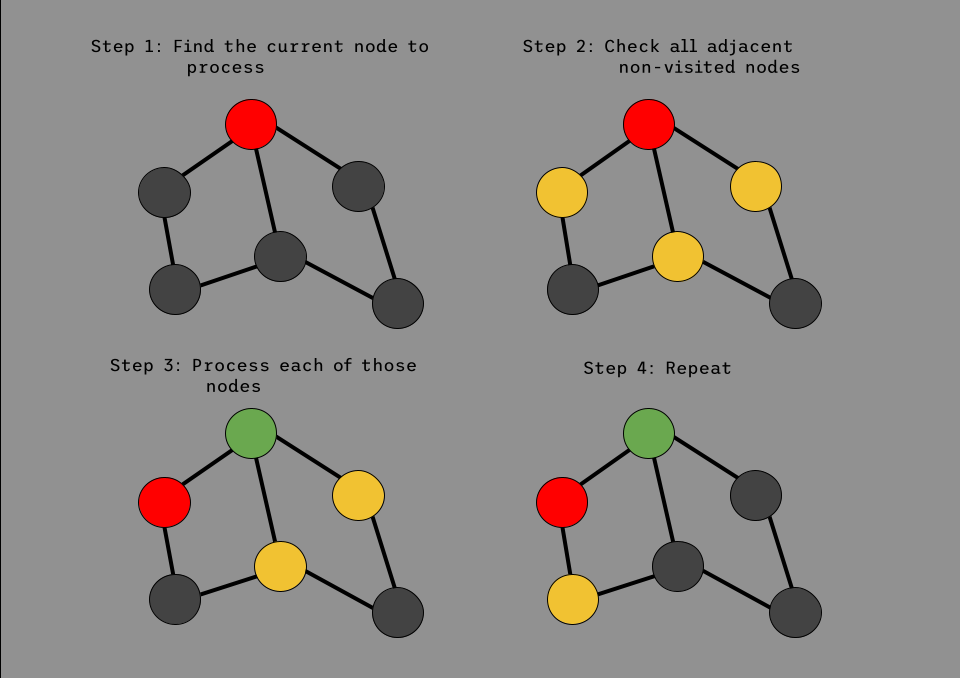 Step 1: Find the current node to
process
Step 2: Check all adjacent
non-visited nodes
Step 3: Process each of those
nodes
Step 4: Repeat